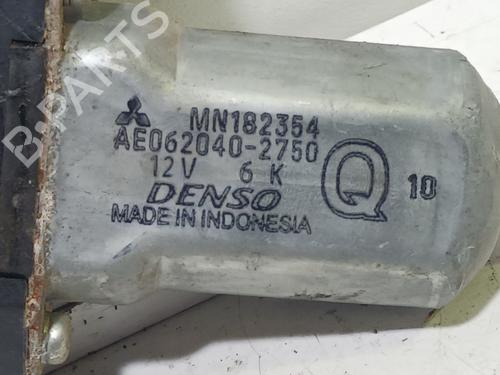 MN182354
AE062040-2750
12V 6 K
DENSO
MADE IN INDONESIA
Q
10
B-PARTS